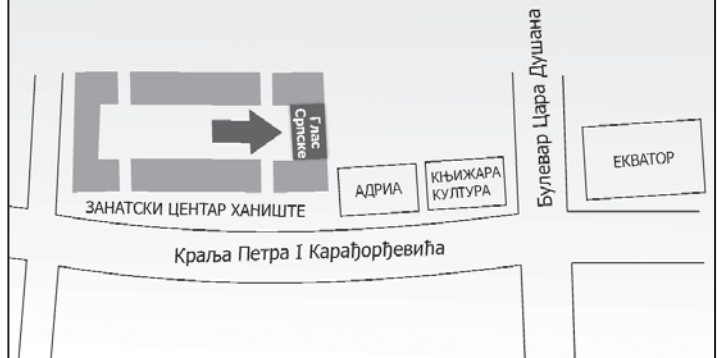 Глас
Српске
ЗАНАТСКИ ЦЕНТАР ХАНИШТЕ
АДРИА
КЊИЖАРА
КУЛТУРА
Булевар Цара Душана
ЕКВАТОР
Краља Петра I Карађорђевића